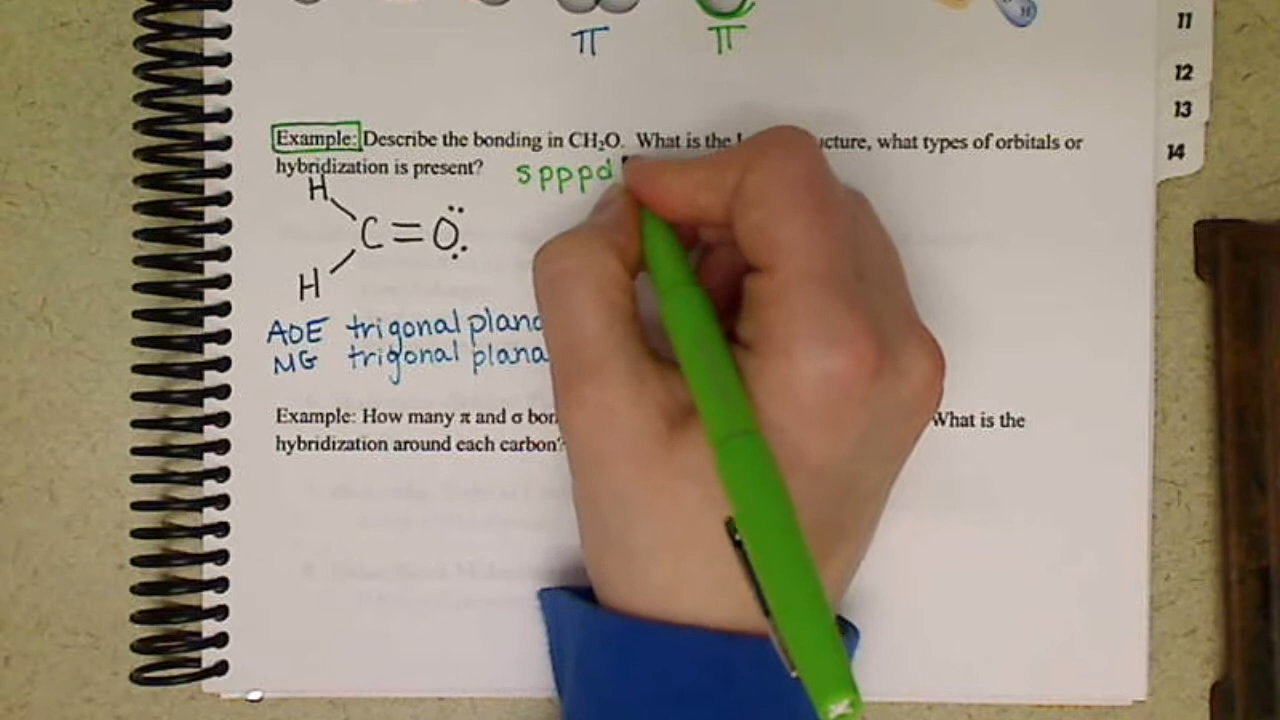 π π
11
12
13
14
Example: Describe the bonding in CH₂O. What is the ucture, what types of orbitals or
hybridization is present? s pppd
H
C=Ö:
H
AOE trigonal plana
MG trigonal plana
Example: How many π and σ bon What is the
hybridization around each carbon?